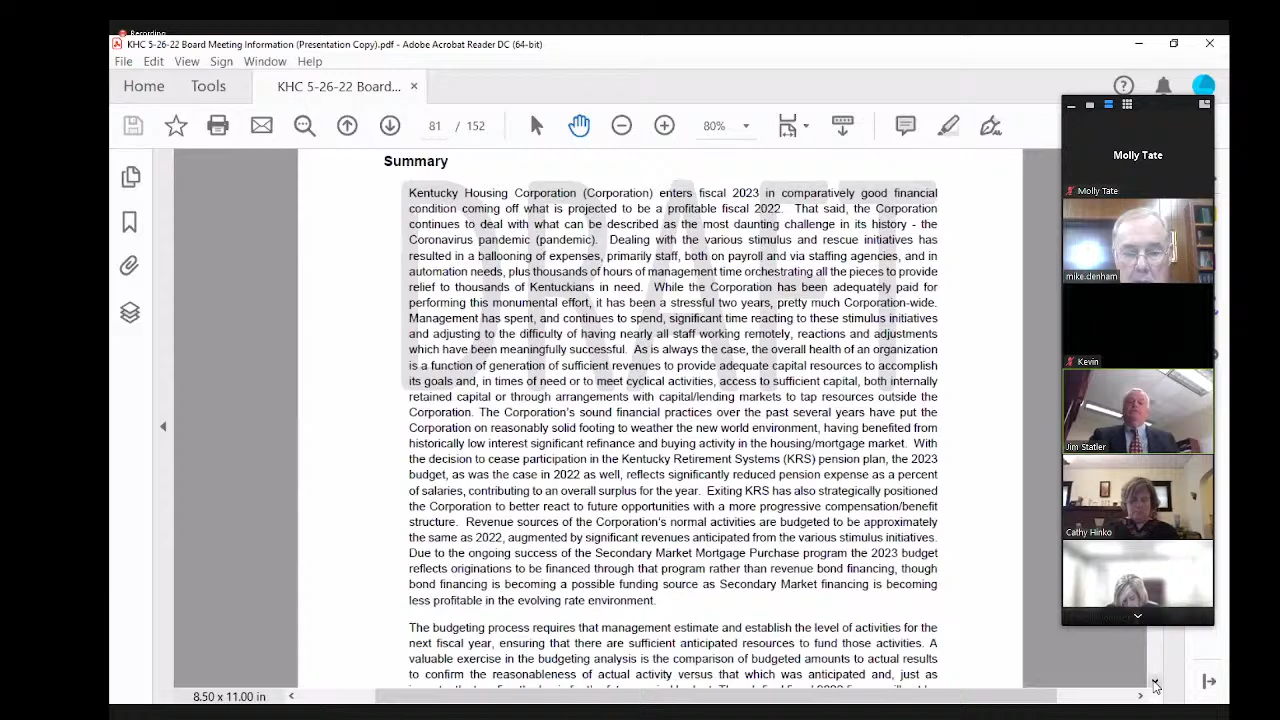 Recording
KHC 5-26-22 Board Meeting Information (Presentation Copy).pdf - Adobe Acrobat Reader DC (64-bit)
File Edit View Sign Window Help
Home Tools KHC 5-26-22 Board... ×
81 / 152 80%
Summary
DRAFT
Kentucky Housing Corporation (Corporation) enters fiscal 2023 in comparatively good financial
condition coming off what is projected to be a profitable fiscal 2022. That said, the Corporation
continues to deal with what can be described as the most daunting challenge in its history - the
Coronavirus pandemic (pandemic). Dealing with the various stimulus and rescue initiatives has
resulted in a ballooning of expenses, primarily staff, both on payroll and via staffing agencies, and in
automation needs, plus thousands of hours of management time orchestrating all the pieces to provide
relief to thousands of Kentuckians in need. While the Corporation has been adequately paid for
performing this monumental effort, it has been a stressful two years, pretty much Corporation-wide.
Management has spent, and continues to spend, significant time reacting to these stimulus initiatives
and adjusting to the difficulty of having nearly all staff working remotely, reactions and adjustments
which have been meaningfully successful. As is always the case, the overall health of an organization
is a function of generation of sufficient revenues to provide adequate capital resources to accomplish
its goals and, in times of need or to meet cyclical activities, access to sufficient capital, both internally
retained capital or through arrangements with capital/lending markets to tap resources outside the
Corporation. The Corporation's sound financial practices over the past several years have put the
Corporation on reasonably solid footing to weather the new world environment, having benefited from
historically low interest significant refinance and buying activity in the housing/mortgage market. With
the decision to cease participation in the Kentucky Retirement Systems (KRS) pension plan, the 2023
budget, as was the case in 2022 as well, reflects significantly reduced pension expense as a percent
of salaries, contributing to an overall surplus for the year. Exiting KRS has also strategically positioned
the Corporation to better react to future opportunities with a more progressive compensation/benefit
structure. Revenue sources of the Corporation's normal activities are budgeted to be approximately
the same as 2022, augmented by significant revenues anticipated from the various stimulus initiatives.
Due to the ongoing success of the Secondary Market Mortgage Purchase program the 2023 budget
reflects originations to be financed through that program rather than revenue bond financing, though
bond financing is becoming a possible funding source as Secondary Market financing is becoming
less profitable in the evolving rate environment.
The budgeting process requires that management estimate and establish the level of activities for the
next fiscal year, ensuring that there are sufficient anticipated resources to fund those activities. A
valuable exercise in the budgeting analysis is the comparison of budgeted amounts to actual results
to confirm the reasonableness of actual activity versus that which was anticipated and, just as
8.50 x 11.00 in
Molly Tate
Molly Tate
mike.denham
Kevin
Jim Statler
Cathy Hinko